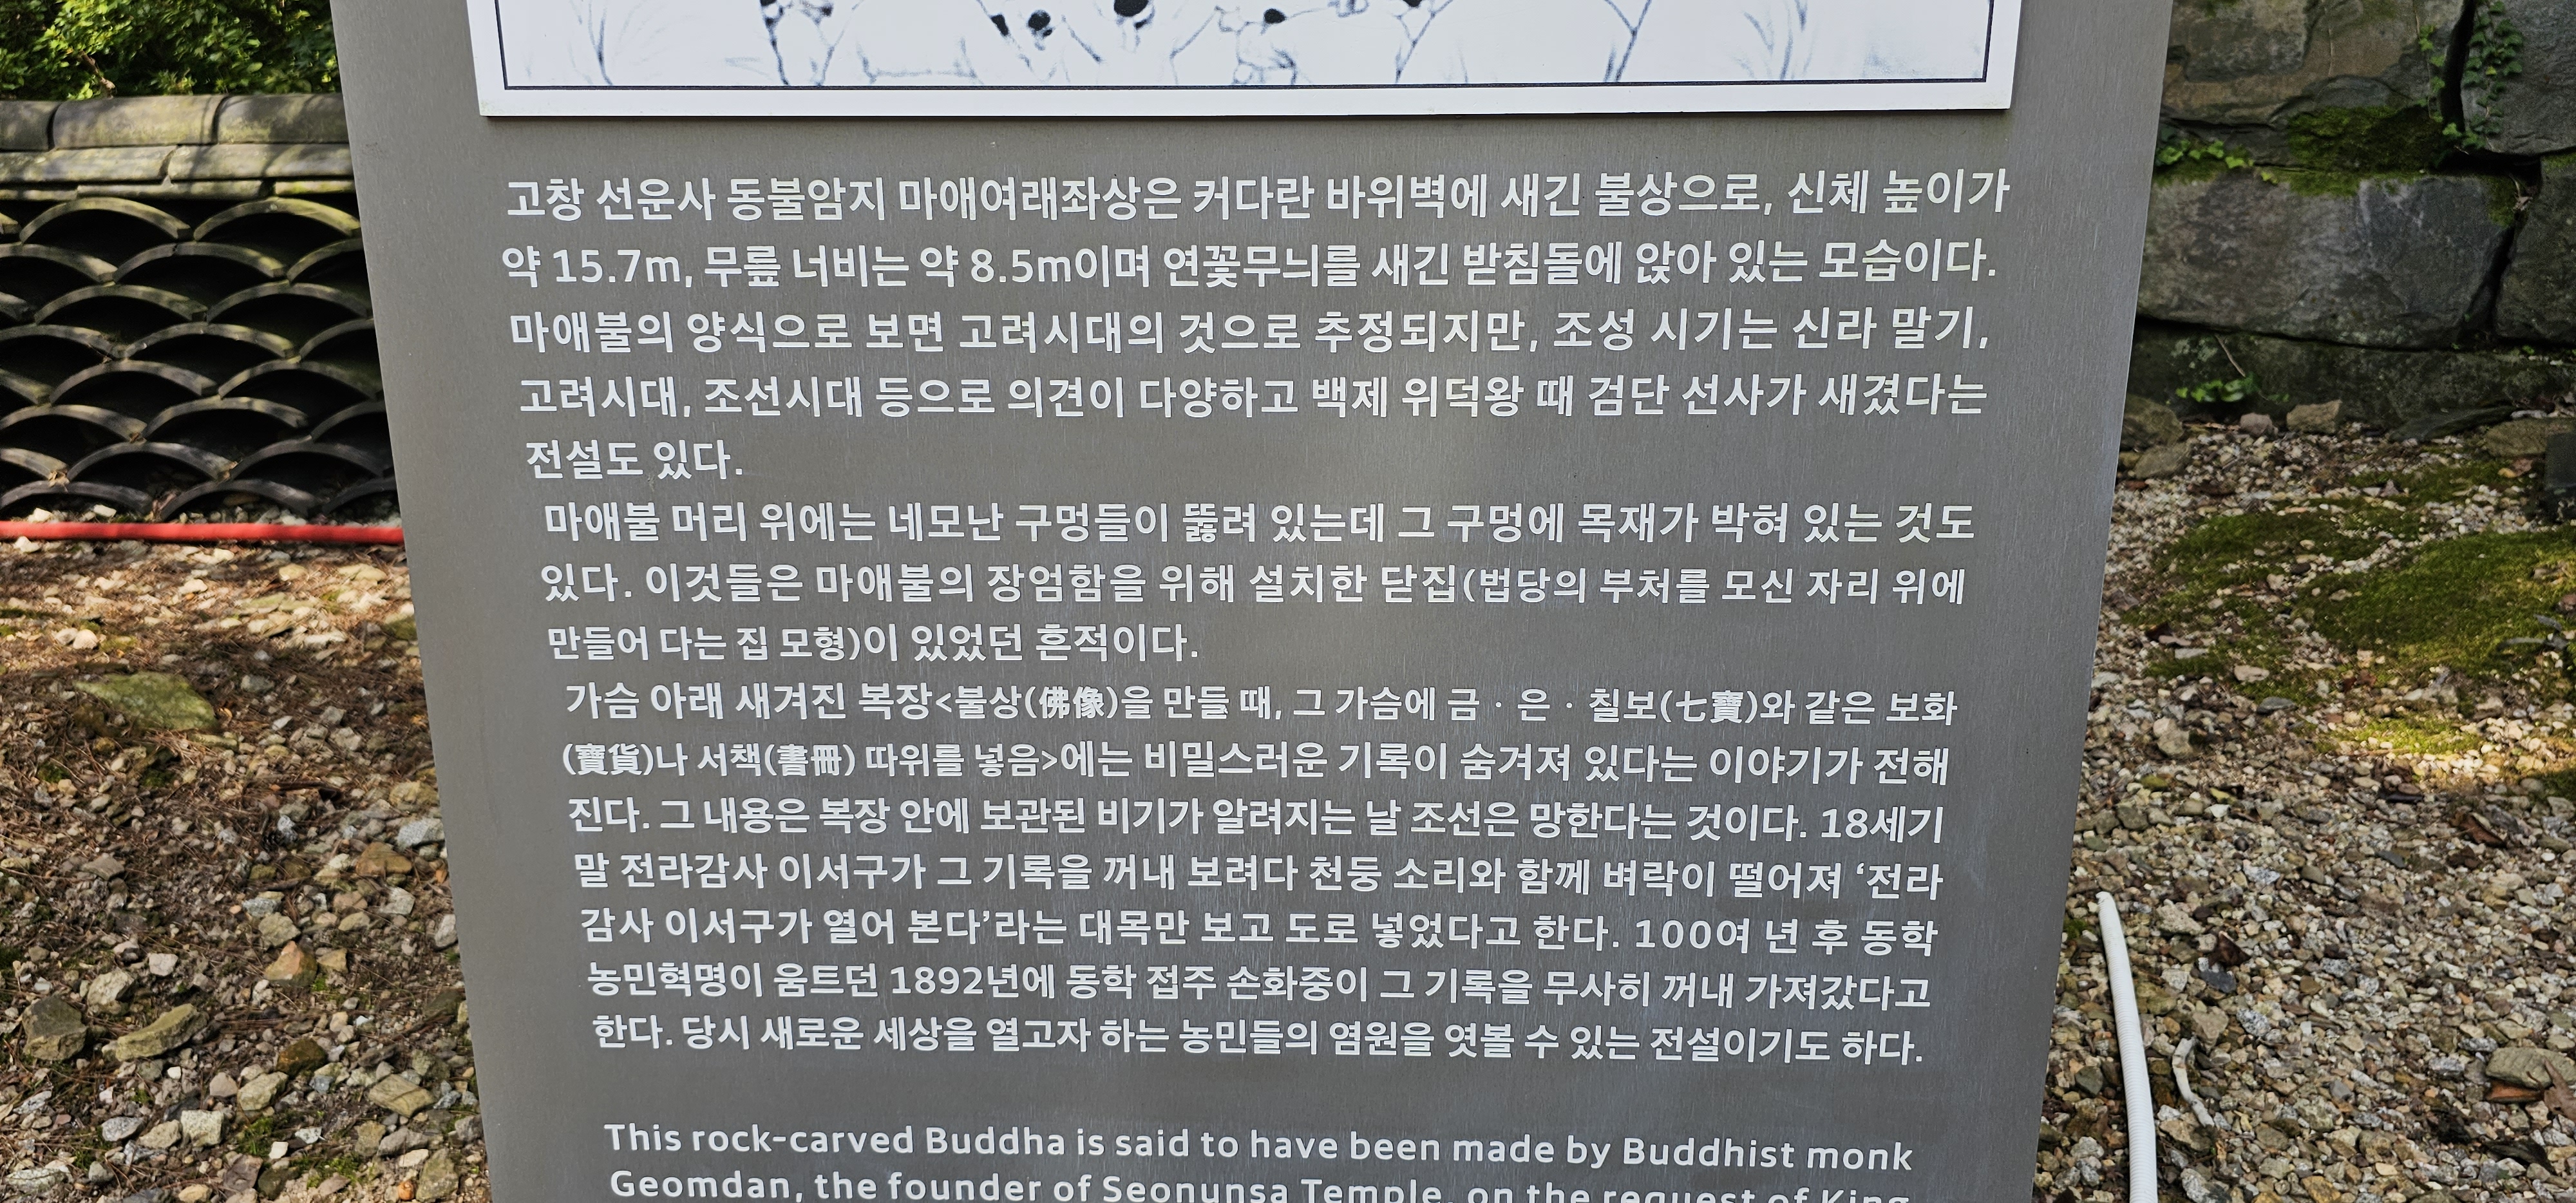 고창 선운사 동불암지 마애여래좌상은 커다란 바위벽에 새긴 불상으로, 신체 높이가
약 15.7m, 무릎 너비는 약 8.5m이며 연꽃무늬를 새긴 받침돌에 앉아 있는 모습이다.
마애불의 양식으로 보면 고려시대의 것으로 추정되지만, 조성 시기는 신라 말기,
고려시대, 조선시대 등으로 의견이 다양하고 백제 위덕왕 때 검단 선사가 새겼다는
전설도 있다.
마애불 머리 위에는 네모난 구멍들이 뚫려 있는데 그 구멍에 목재가 박혀 있는 것도
있다. 이것들은 마애불의 장엄함을 위해 설치한 닫집(법당의 부처를 모신 자리 위에
만들어 다는 집 모형)이 있었던 흔적이다.
가슴 아래 새겨진 복장<불상(佛像)을 만들 때, 그 가슴에 금 · 은 · 칠보(七寶)와 같은 보화
(寶貨)나 서책(書冊) 따위를 넣음>에는 비밀스러운 기록이 숨겨져 있다는 이야기가 전해
진다. 그 내용은 복장 안에 보관된 비기가 알려지는 날 조선은 망한다는 것이다. 18세기
말 전라감사 이서구가 그 기록을 꺼내 보려다 천둥 소리와 함께 벼락이 떨어져 ‘전라
감사 이서구가 열어 본다’라는 대목만 보고 도로 넣었다고 한다. 100여 년 후 동학
농민혁명이 움트던 1892년에 동학 접주 손화중이 그 기록을 무사히 꺼내 가져갔다고
한다. 당시 새로운 세상을 열고자 하는 농민들의 염원을 엿볼 수 있는 전설이기도 하다.
This rock-carved Buddha is said to have been made by Buddhist monk
Geomdan, the founder of Seonunsa Temple, on the request of King